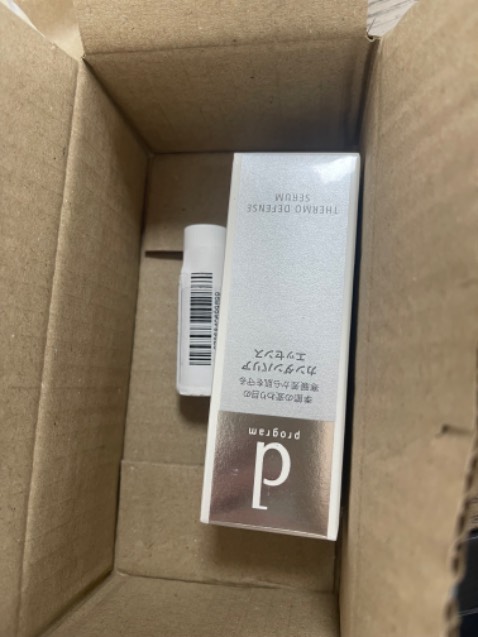 d
program
季節の変わり目の
寒暖差から肌を守る
カンダンバリア
エッセンス
THERMO DEFENSE
SERUM